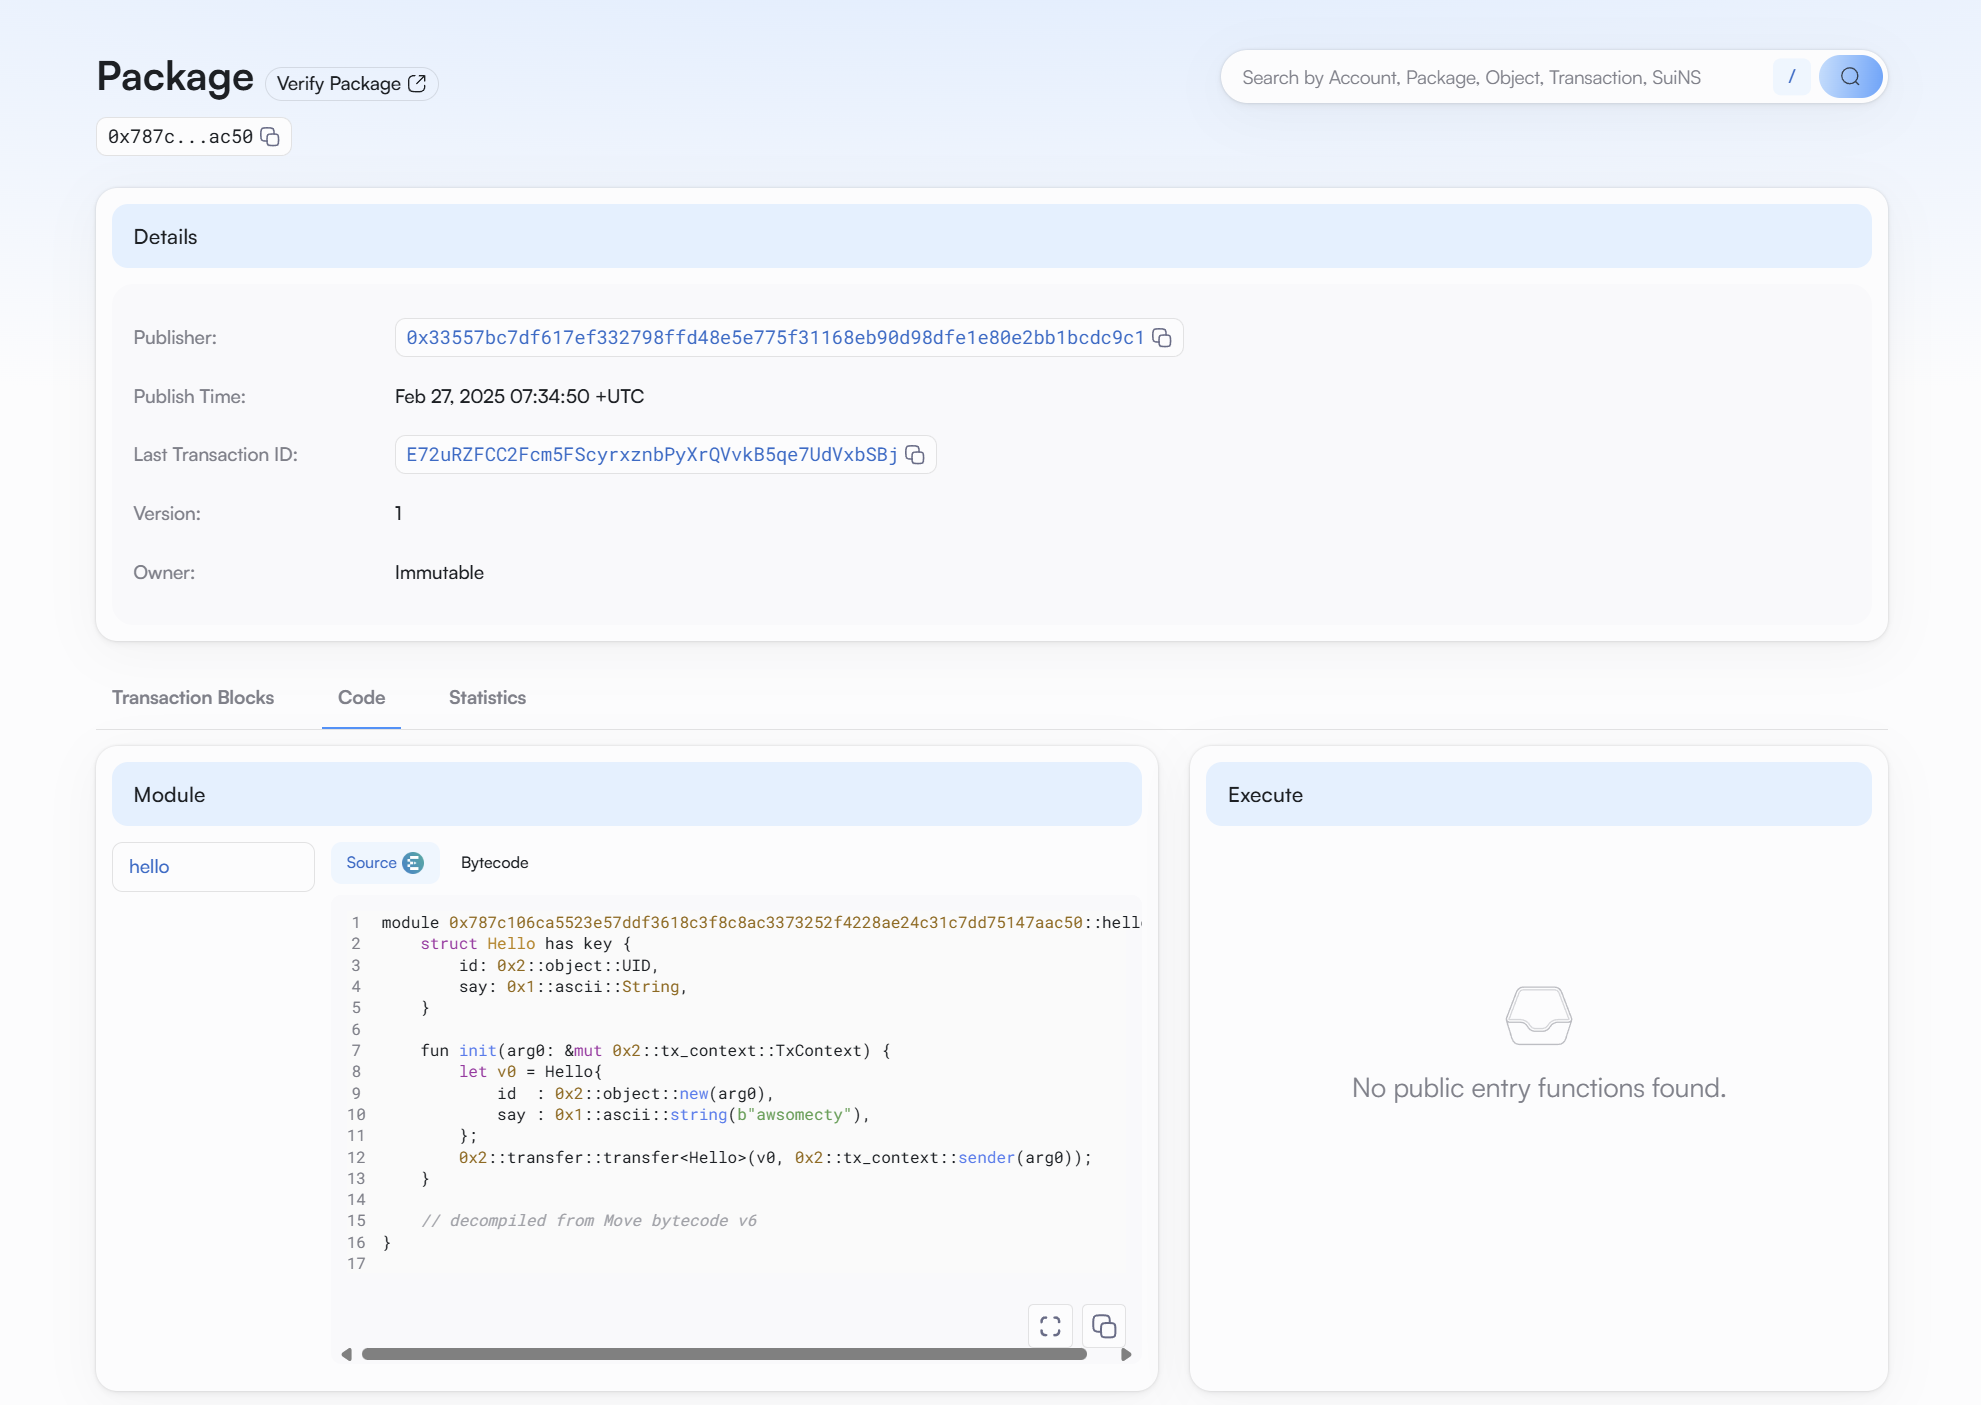 Package
Verify Package
Search by Account, Package, Object, Transaction, SuiNS
/
0x787c...ac50
Details
Publisher:
0x33557bc7df617ef332798ffd48e5e775f31168eb90d98dfe1e80e2bb1bcdc9c1
Publish Time:
Feb 27, 2025 07:34:50 +UTC
Last Transaction ID:
E72uRZFCC2Fcm5FScyrxznbPyXrQVvkB5qe7UdVxbSBj
Version:
1
Owner:
Immutable
Transaction Blocks
Code
Statistics
Module
hello
Source
Bytecode
1 module 0x787c106ca5523e57ddf3618c3f8c8ac3373252f4228ae24c31c7dd75147aac50::hell
2     struct Hello has key {
3         id: 0x2::object::UID,
4         say: 0x1::ascii::String,
5     }
6
7     fun init(arg0: &mut 0x2::tx_context::TxContext) {
8         let v0 = Hello{
9             id  : 0x2::object::new(arg0),
10             say : 0x1::ascii::string(b"awsomecty"),
11         };
12         0x2::transfer::transfer<Hello>(v0, 0x2::tx_context::sender(arg0));
13     }
14
15     // decompiled from Move bytecode v6
16 }
17
Execute
No public entry functions found.